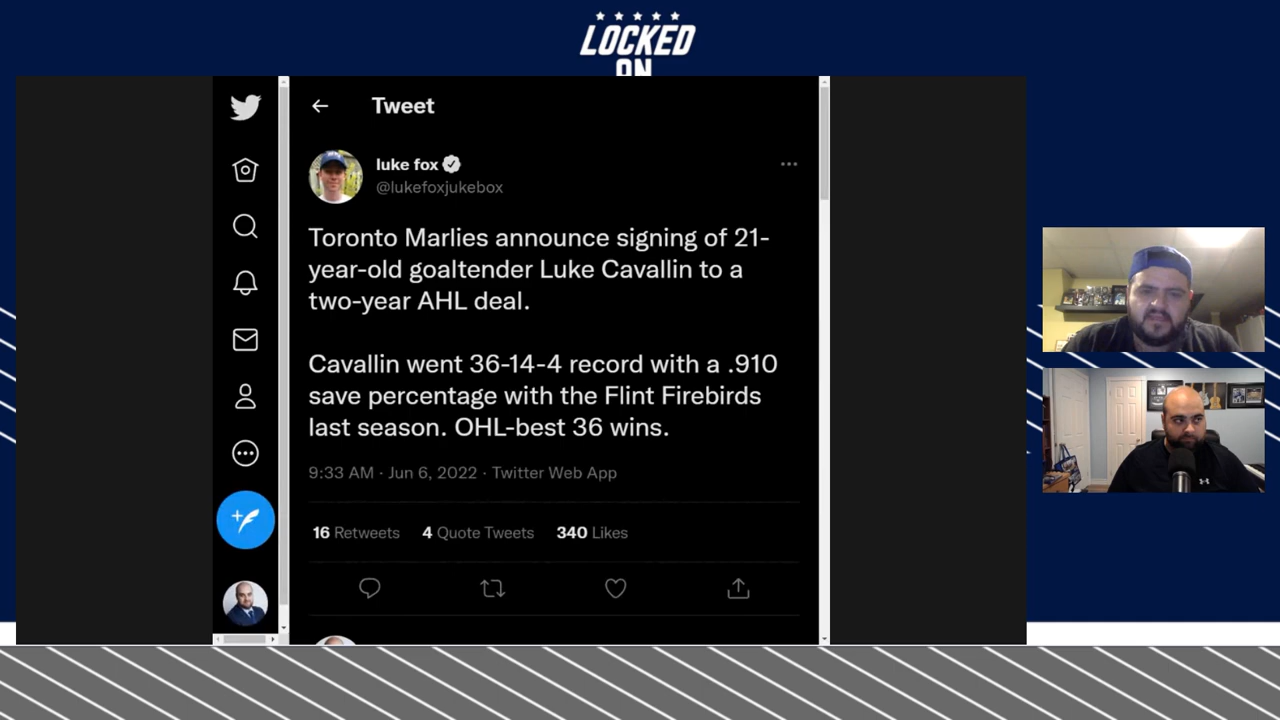 LOCKED
ON
Tweet
luke fox
@lukefoxjukebox
Toronto Marlies announce signing of 21-
year-old goaltender Luke Cavallin to a
two-year AHL deal.
Cavallin went 36-14-4 record with a .910
save percentage with the Flint Firebirds
last season. OHL-best 36 wins.
9:33 AM · Jun 6, 2022 · Twitter Web App
16 Retweets 4 Quote Tweets 340 Likes